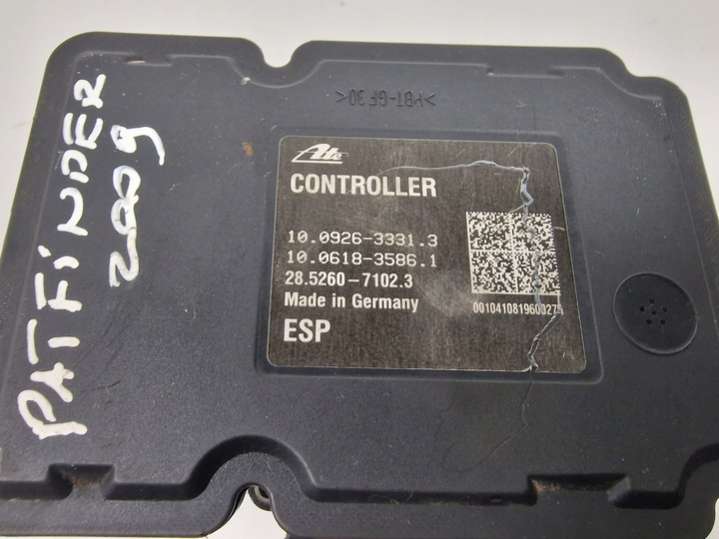 PATFiNDER
2009
>PBT-GF30<
Ate
CONTROLLER
10.0926-3331.3
10.0618-3586.1
28.5260-7102.3
Made in Germany
ESP